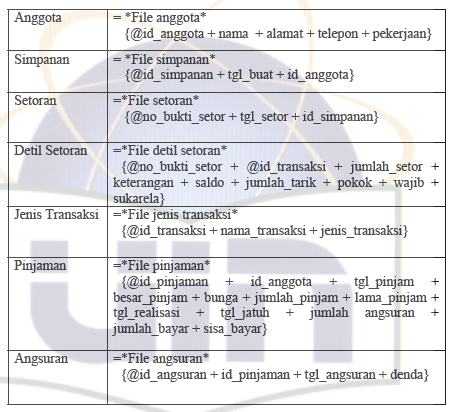 Anggota = *File anggota*
{@id_anggota + nama + alamat + telepon + pekerjaan}
Simpanan = *File simpanan*
{@id_simpanan + tgl_buat + id_anggota}
Setoran =*File setoran*
{@no_bukti_setor + tgl_setor + id_simpanan}
Detil Setoran =*File detil setoran*
{@no_bukti_setor + @id_transaksi + jumlah_setor +
keterangan + saldo + jumlah_tarik + pokok + wajib +
sukarela}
Jenis Transaksi =*File jenis transaksi*
{@id_transaksi + nama_transaksi + jenis_transaksi}
Pinjaman =*File pinjaman*
{@id_pinjaman + id_anggota + tgl_pinjam +
besar_pinjam + bunga + jumlah_pinjam + lama_pinjam +
tgl_realisasi + tgl_jatuh + jumlah angsuran +
jumlah_bayar + sisa_bayar}
Angsuran =*File angsuran*
{@id_angsuran + id_pinjaman + tgl_angsuran + denda}